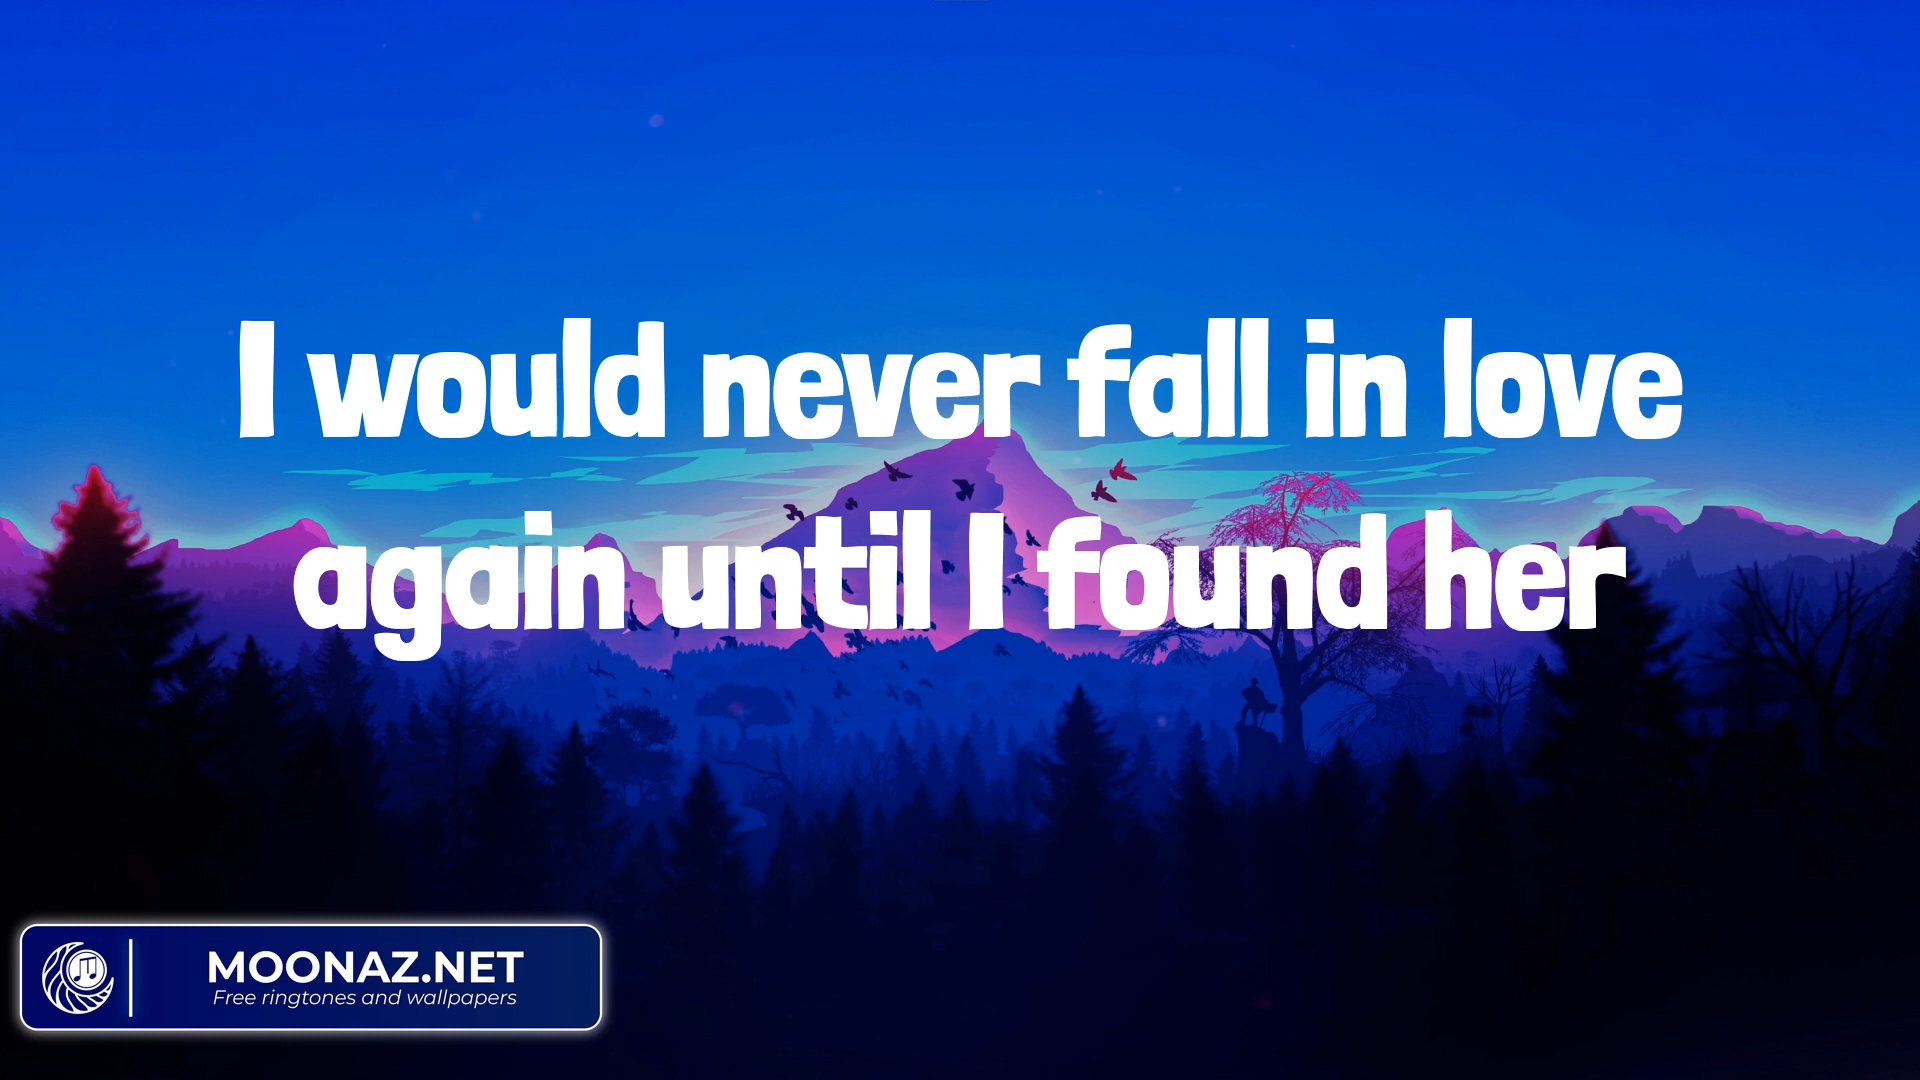 I would never fall in love
again until I found her
MOONAZ.NET
Free ringtones and wallpapers